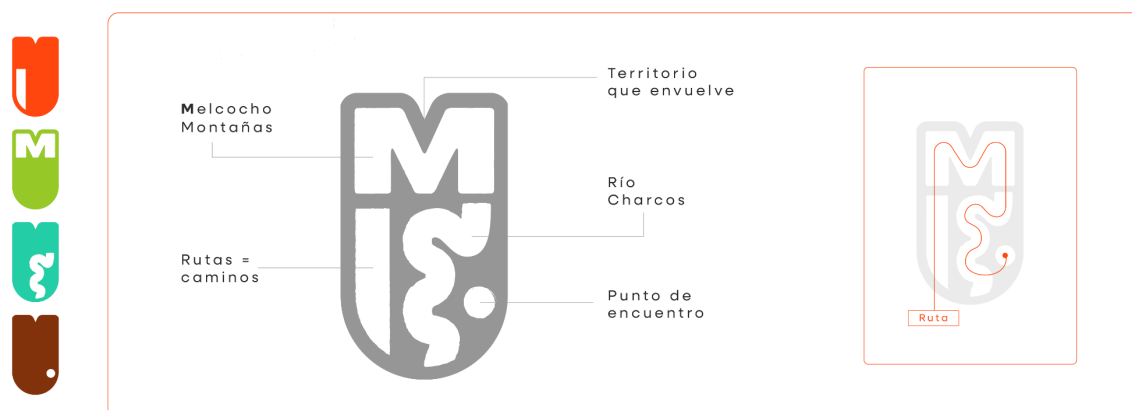 Melcocho
Montañas
Rutas =
caminos
Territorio
que envuelve
Río
Charcos
Punto de
encuentro
M
M
M
Ruta